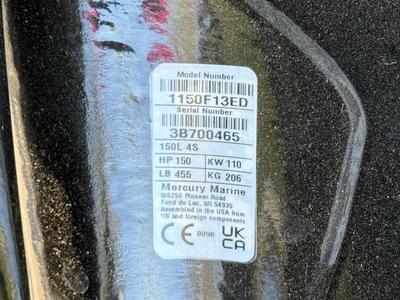 Model Number
1150F13ED
Serial Number
3B700465
150L 4S
HP 150 KW 110
LB 455 KG 206
Mercury Marine
W6250 Pioneer Road
Fond du Lac, WI 54935
Assembled in the USA from
US and foreign components
CE 0098 UK
CA